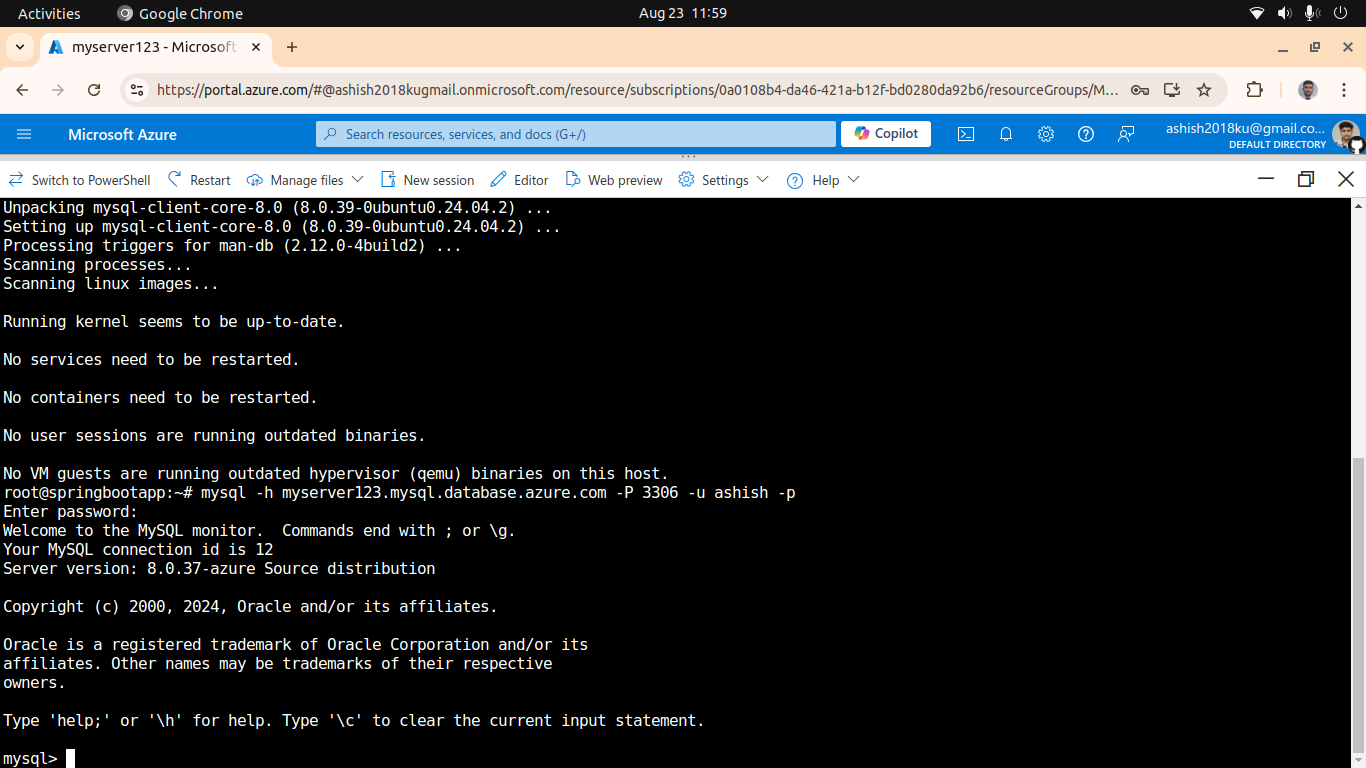 Activities
Google Chrome
Aug 23 11:59
myserver123 - Microsoft
https://portal.azure.com/#@ashish2018kugmail.onmicrosoft.com/resource/subscriptions/0a0108b4-da46-421a-b12f-bd0280da92b6/resourceGroups/M...
Microsoft Azure
Search resources, services, and docs (G+/)
Copilot
ashish2018ku@gmail.co...
DEFAULT DIRECTORY
Switch to PowerShell
Restart
Manage files
New session
Editor
Web preview
Settings
Help
Unpacking mysql-client-core-8.0 (8.0.39-0ubuntu0.24.04.2) ...
Setting up mysql-client-core-8.0 (8.0.39-0ubuntu0.24.04.2) ...
Processing triggers for man-db (2.12.0-4build2) ...
Scanning processes...
Scanning linux images...
Running kernel seems to be up-to-date.
No services need to be restarted.
No containers need to be restarted.
No user sessions are running outdated binaries.
No VM guests are running outdated hypervisor (qemu) binaries on this host.
root@springbootapp:~# mysql -h myserver123.mysql.database.azure.com -P 3306 -u ashish -p
Enter password:
Welcome to the MySQL monitor.  Commands end with ; or \g.
Your MySQL connection id is 12
Server version: 8.0.37-azure Source distribution
Copyright (c) 2000, 2024, Oracle and/or its affiliates.
Oracle is a registered trademark of Oracle Corporation and/or its
affiliates. Other names may be trademarks of their respective
owners.
Type 'help;' or '\h' for help. Type '\c' to clear the current input statement.
mysql>